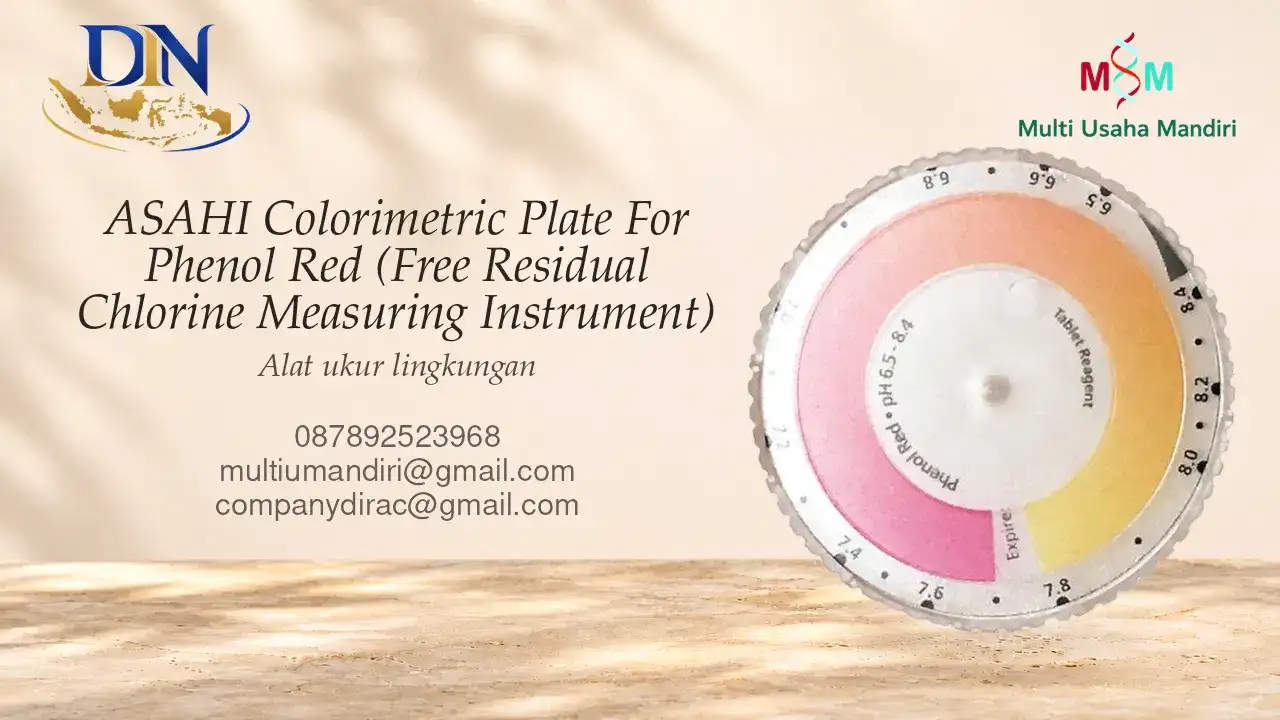 DIN
MSM
Multi Usaha Mandiri
ASAHI Colorimetric Plate For
Phenol Red (Free Residual
Chlorine Measuring Instrument)
Alat ukur lingkungan
087892523968
multiumandiri@gmail.com
companydirac@gmail.com
6.8
6.6
6.5
8.4
8.2
8.0
7.8
7.6
7.4
7.2
Phenol Red • pH 6.5 - 8.4
Tablet Reagent
Expires